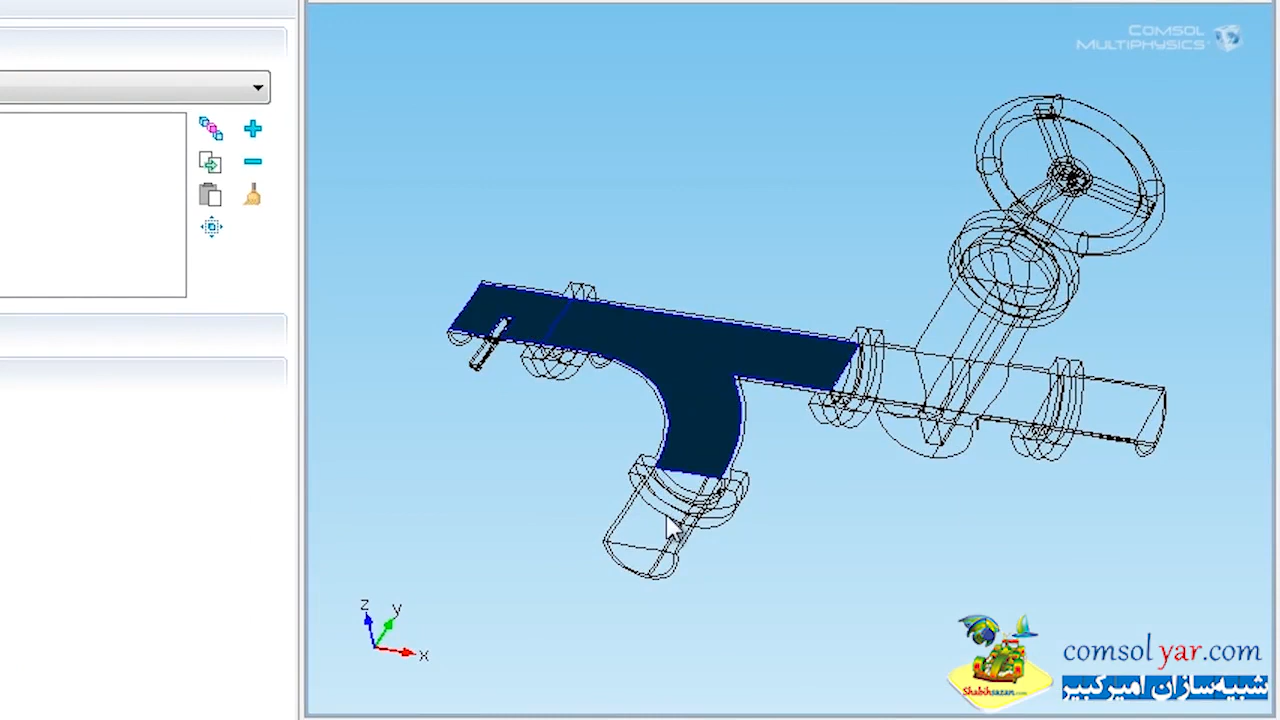 COMSOL
MULTIPHYSICS
z
y
x
comsolyar.com
Shabihsazan.com
شبیه‌سازان امیرکبیر